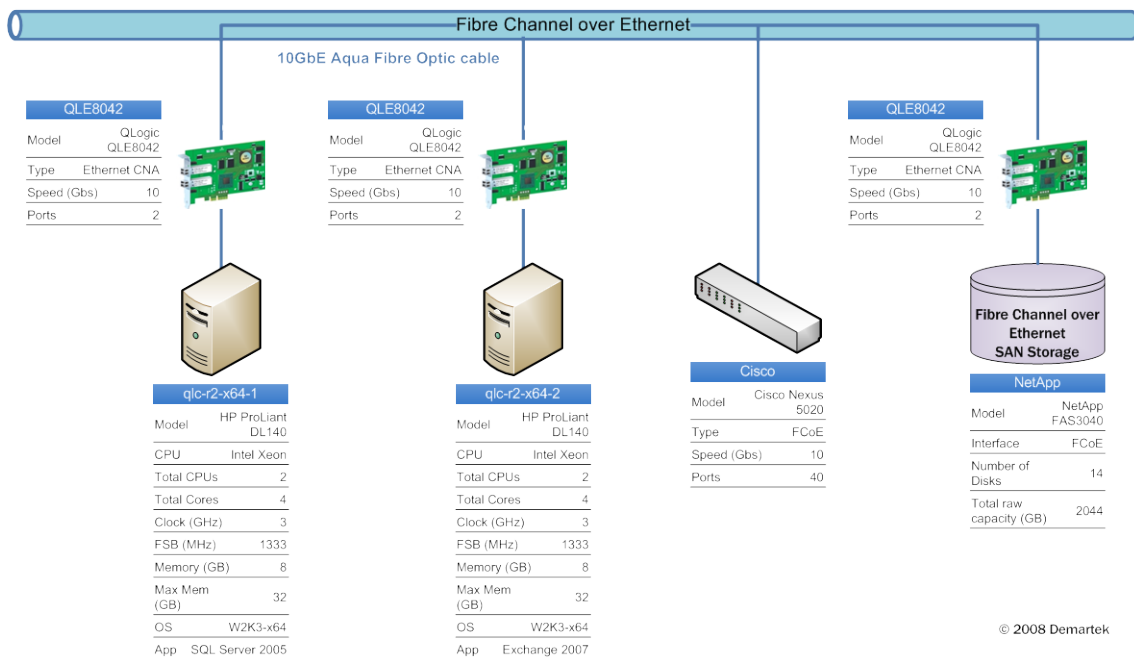 Fibre Channel over Ethernet
10GbE Aqua Fibre Optic cable
QLE8042
Model QLogic
QLE8042
Type Ethernet CNA
Speed (Gbs) 10
Ports 2
QLE8042
Model QLogic
QLE8042
Type Ethernet CNA
Speed (Gbs) 10
Ports 2
QLE8042
Model QLogic
QLE8042
Type Ethernet CNA
Speed (Gbs) 10
Ports 2
qlc-r2-x64-1
Model HP ProLiant
DL140
CPU Intel Xeon
Total CPUs 2
Total Cores 4
Clock (GHz) 3
FSB (MHz) 1333
Memory (GB) 8
Max Mem
(GB) 32
OS W2K3-x64
App SQL Server 2005
qlc-r2-x64-2
Model HP ProLiant
DL140
CPU Intel Xeon
Total CPUs 2
Total Cores 4
Clock (GHz) 3
FSB (MHz) 1333
Memory (GB) 8
Max Mem
(GB) 32
OS W2K3-x64
App Exchange 2007
Cisco
Model Cisco Nexus
5020
Type FCoE
Speed (Gbs) 10
Ports 40
Fibre Channel over
Ethernet
SAN Storage
NetApp
Model NetApp
FAS3040
Interface FCoE
Number of
Disks 14
Total raw
capacity (GB) 2044
© 2008 Demartek